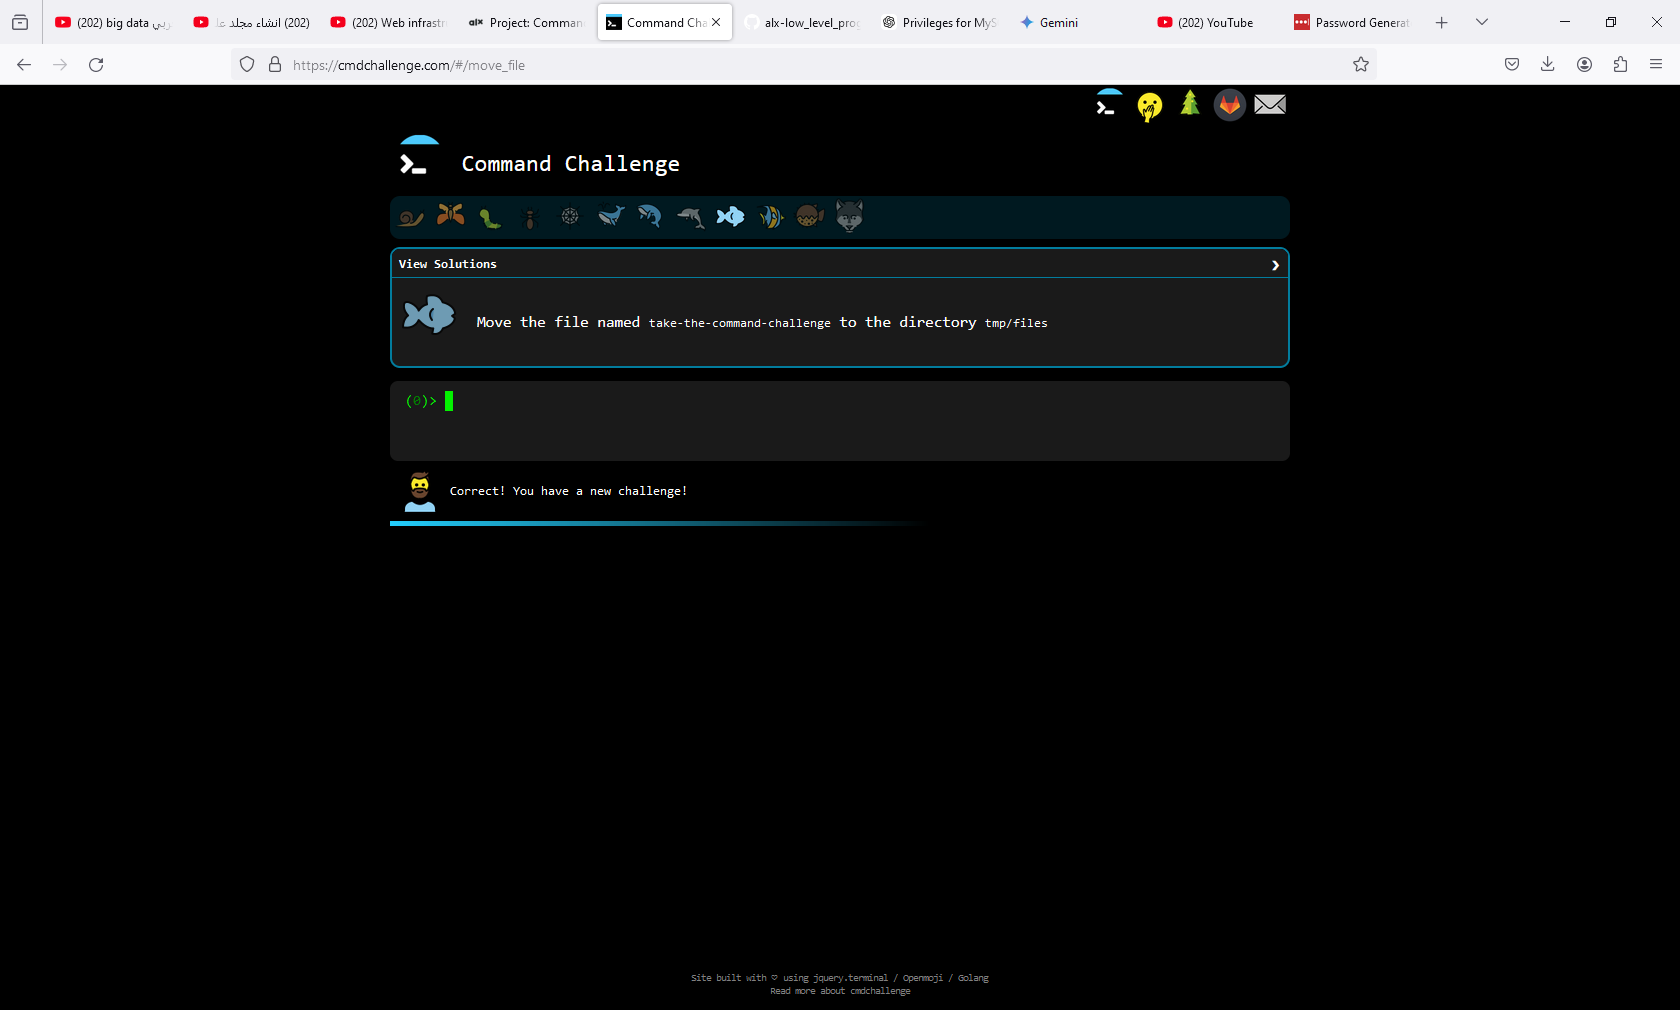 (202) big data
(202) انشاء مجلد
(202) Web infrastr
alx Project: Comman
Command Cha
alx-low_level_prog
Privileges for MyS
Gemini
(202) YouTube
Password Generat
https://cmdchallenge.com/#/move_file
Command Challenge
View Solutions
Move the file named take-the-command-challenge to the directory tmp/files
(0)>
Correct! You have a new challenge!
Site built with ♡ using jquery.terminal / Openmoji / Golang
Read more about cmdchallenge